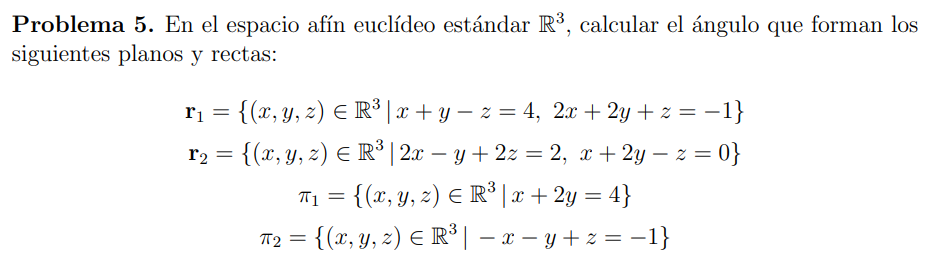 Problema 5. En el espacio afín euclídeo estándar ℝ³, calcular el ángulo que forman los
siguientes planos y rectas:
r₁ = {(x, y, z) ∈ ℝ³ | x + y − z = 4, 2x + 2y + z = −1}
r₂ = {(x, y, z) ∈ ℝ³ | 2x − y + 2z = 2, x + 2y − z = 0}
π₁ = {(x, y, z) ∈ ℝ³ | x + 2y = 4}
π₂ = {(x, y, z) ∈ ℝ³ | − x − y + z = −1}